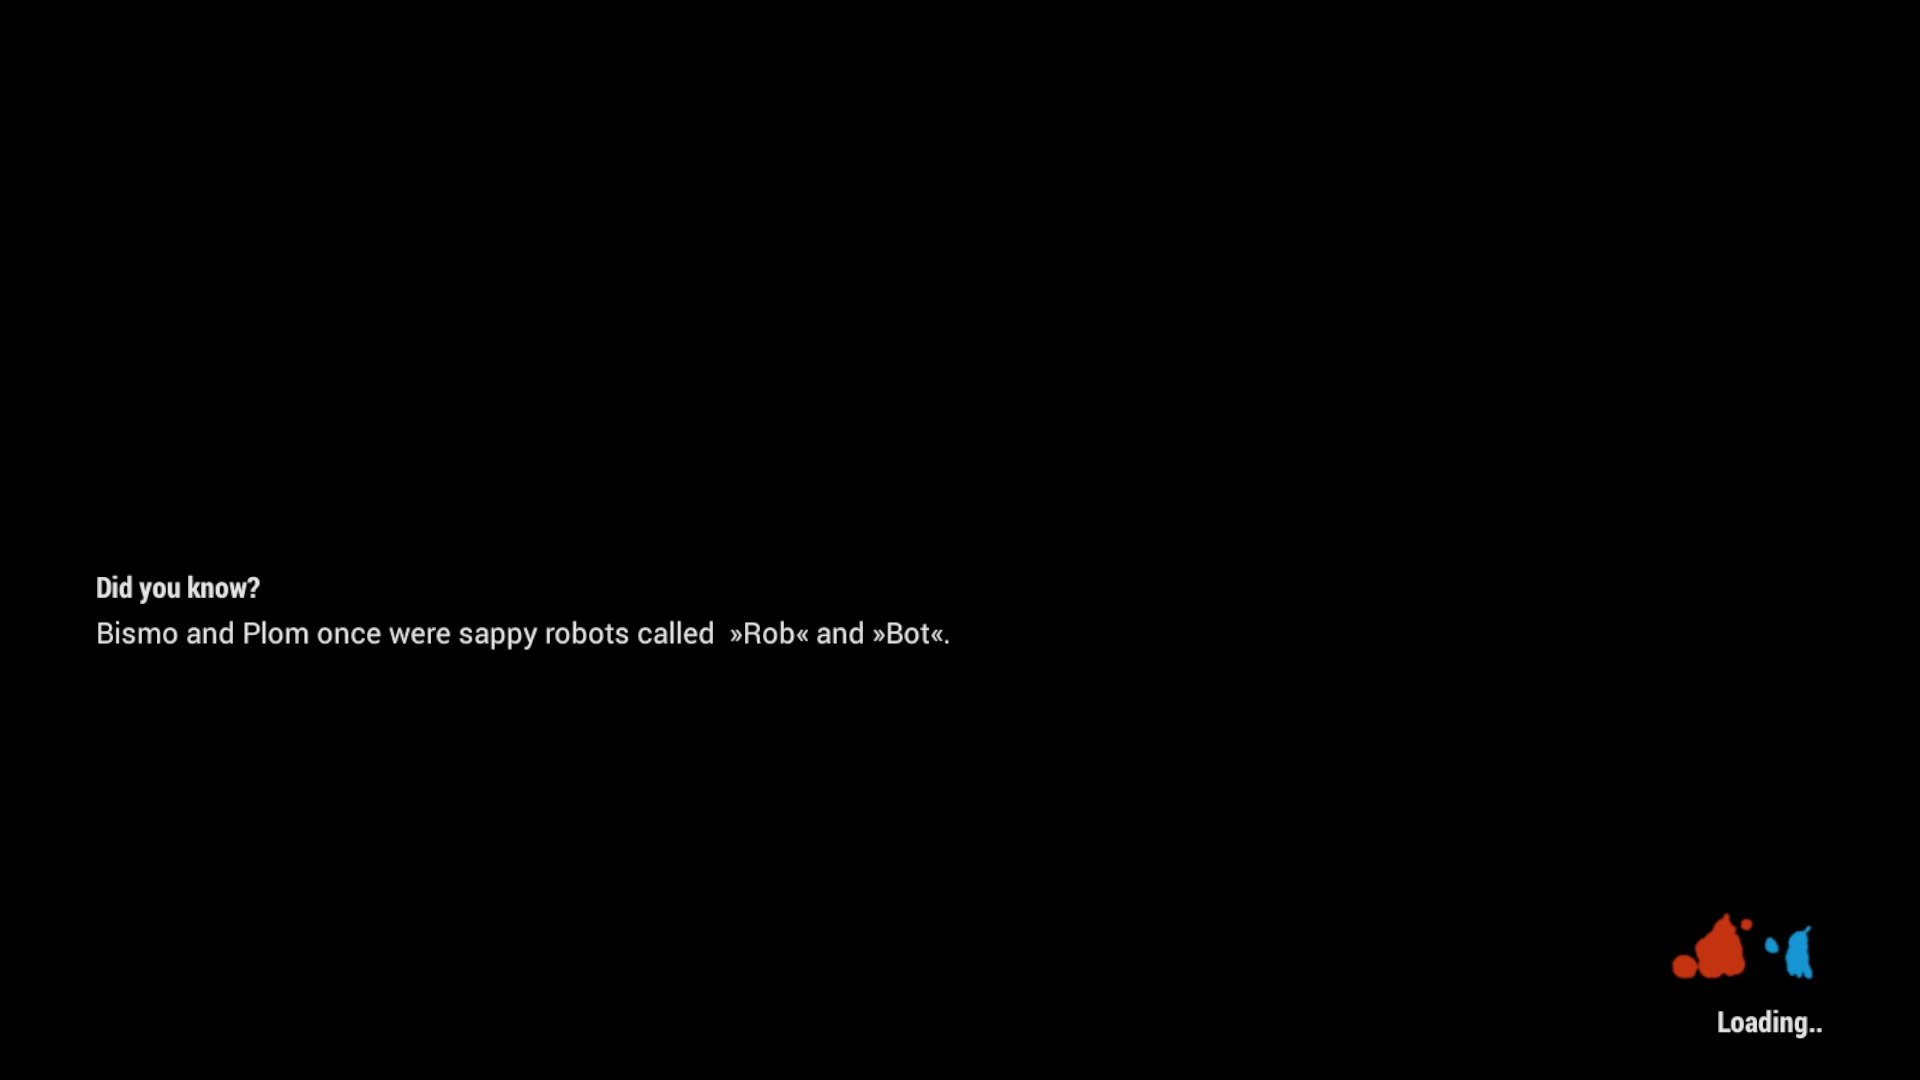 Did you know?
Bismo and Plom once were sappy robots called  »Rob« and »Bot«.
Loading..